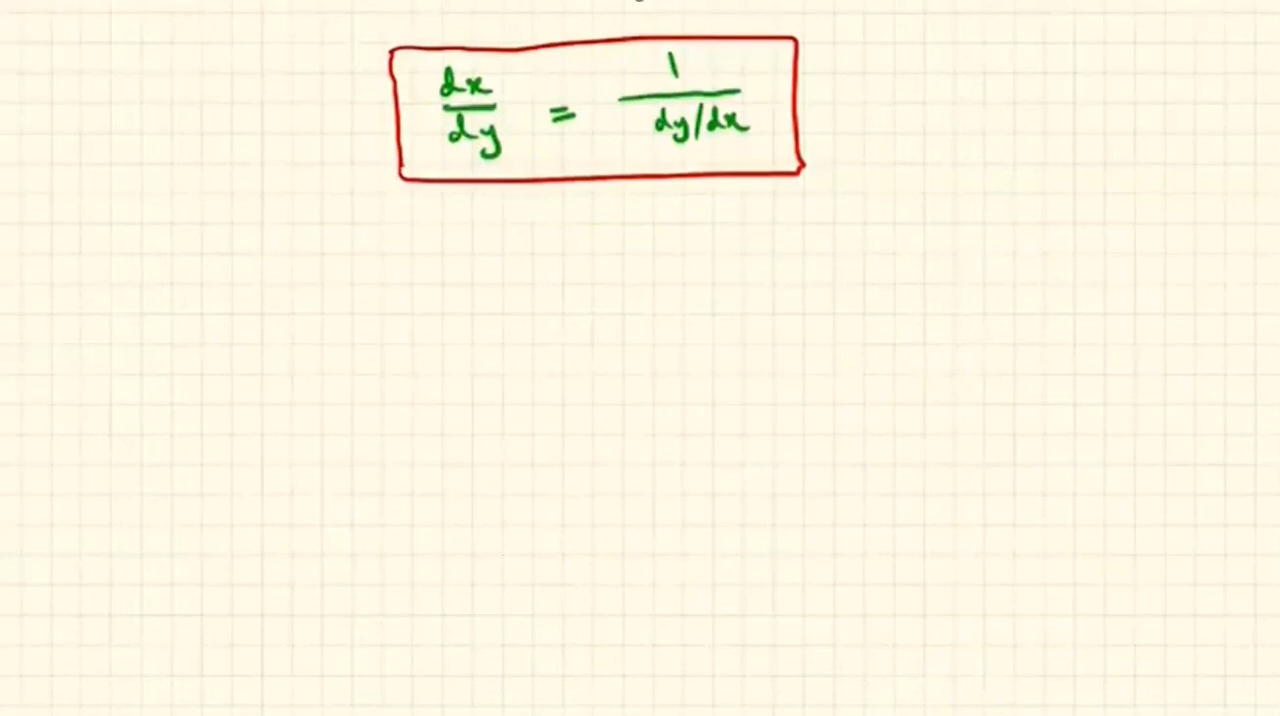 dx/dy = 1/(dy/dx)